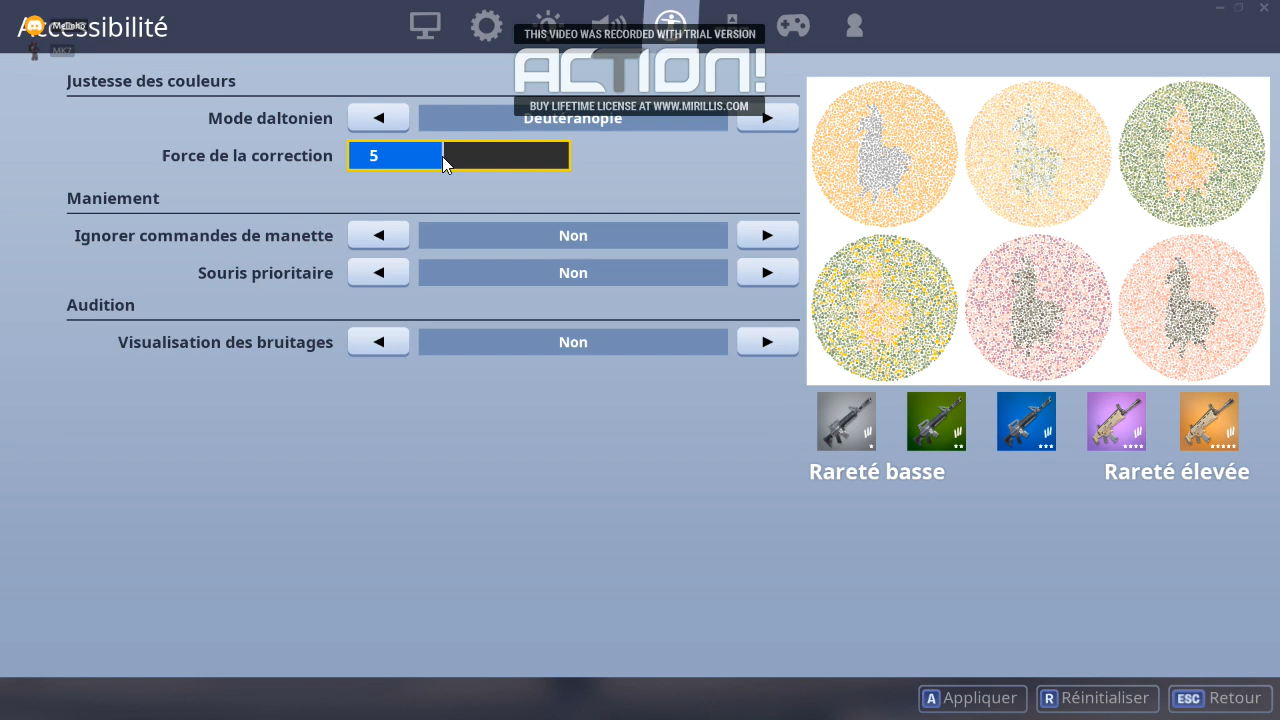 Accessibilité
MK7
THIS VIDEO WAS RECORDED WITH TRIAL VERSION
ACTION!
BUY LIFETIME LICENSE AT WWW.MIRILLIS.COM
Justesse des couleurs
Mode daltonien
Deutéranopie
Force de la correction
5
Maniement
Ignorer commandes de manette
Non
Souris prioritaire
Non
Audition
Visualisation des bruitages
Non
Rareté basse
Rareté élevée
A Appliquer
R Réinitialiser
ESC Retour